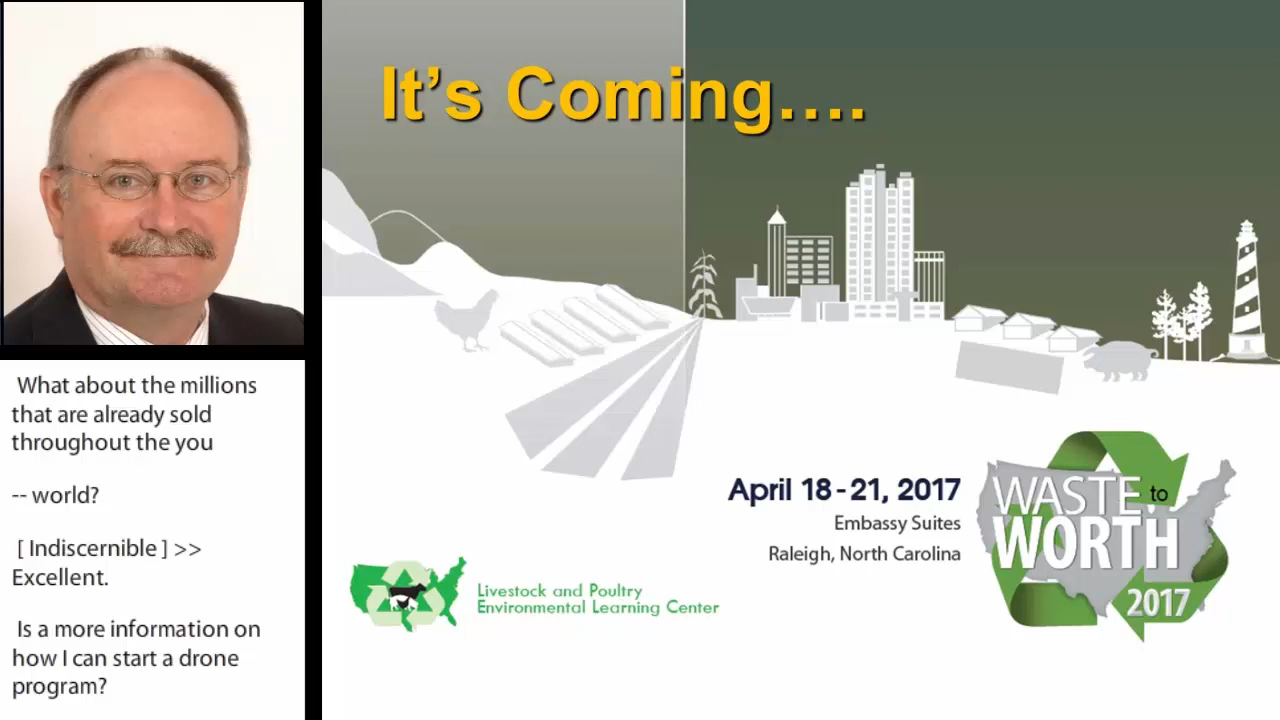 What about the millions
that are already sold
throughout the you
-- world?
[ Indiscernible ] >>
Excellent.
Is a more information on
how I can start a drone
program?
It's Coming....
April 18 - 21, 2017
Embassy Suites
Raleigh, North Carolina
WASTE to
WORTH
2017
Livestock and Poultry
Environmental Learning Center